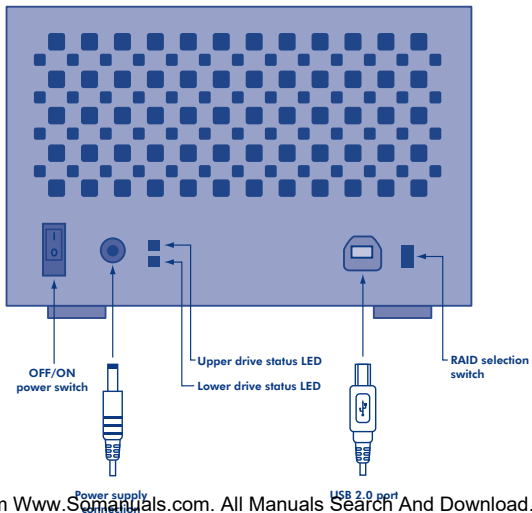 I
O
Upper drive status LED
RAID selection
switch
OFF/ON
power switch
Lower drive status LED
Power supply
connection
USB 2.0 port
m Www.Somanuals.com. All Manuals Search And Download.